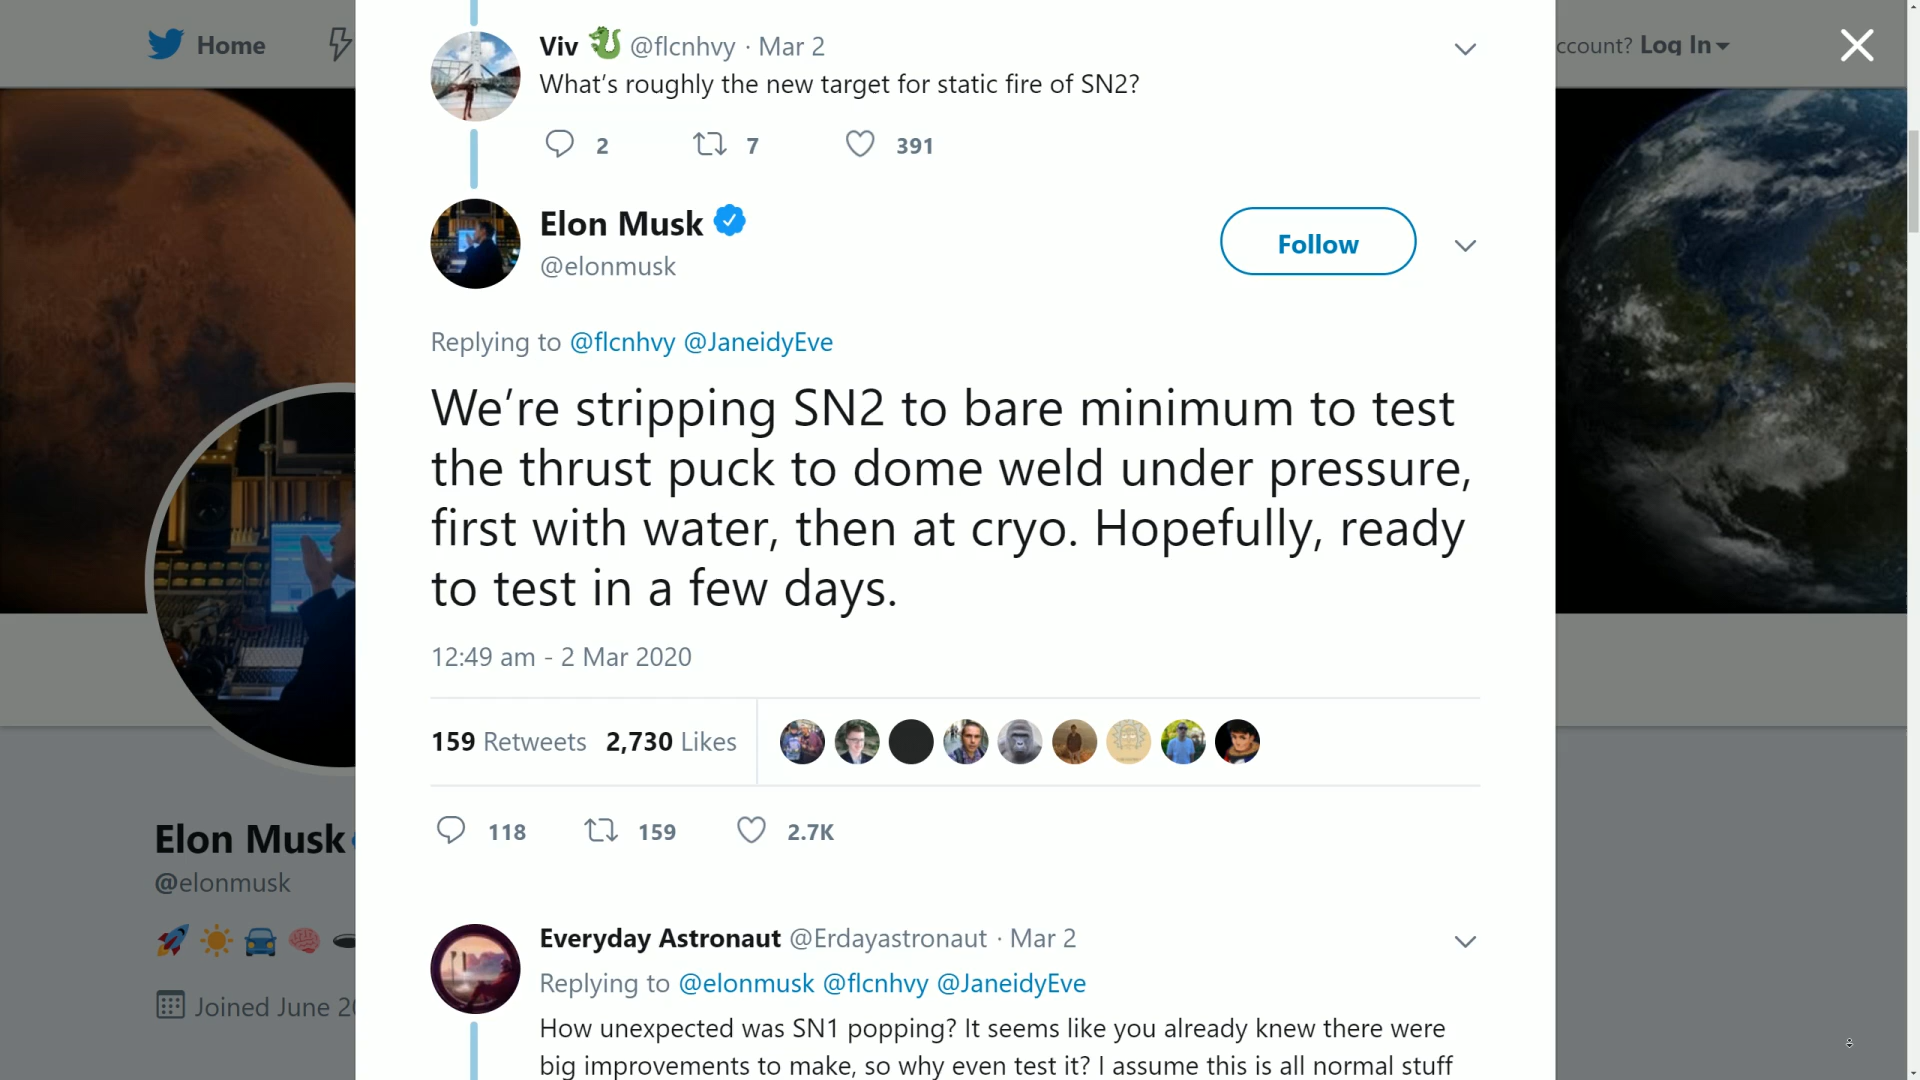 Home
ccount? Log In
Viv @flcnhvy · Mar 2
What’s roughly the new target for static fire of SN2?
2 7 391
Elon Musk
@elonmusk
Follow
Replying to @flcnhvy @JaneidyEve
We’re stripping SN2 to bare minimum to test
the thrust puck to dome weld under pressure,
first with water, then at cryo. Hopefully, ready
to test in a few days.
12:49 am - 2 Mar 2020
159 Retweets 2,730 Likes
118 159 2.7K
Elon Musk
@elonmusk
Joined June 20
Everyday Astronaut @Erdayastronaut · Mar 2
Replying to @elonmusk @flcnhvy @JaneidyEve
How unexpected was SN1 popping? It seems like you already knew there were
big improvements to make, so why even test it? I assume this is all normal stuff